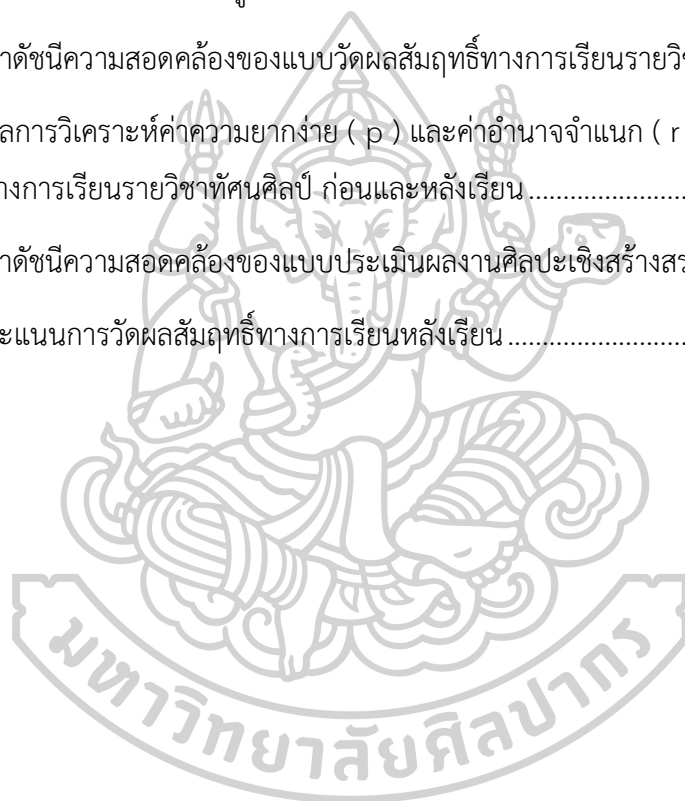 าดัชนีความสอดคล้องของแบบวัดผลสัมฤทธิ์ทางการเรียนรายวิช
ลการวิเคราะห์ค่าความยากง่าย ( p ) และค่าอำนาจจำแนก ( r
างการเรียนรายวิชาทัศนศิลป์ ก่อนและหลังเรียน ........................
าดัชนีความสอดคล้องของแบบประเมินผลงานศิลปะเชิงสร้างสร
ะแนนการวัดผลสัมฤทธิ์ทางการเรียนหลังเรียน ...........................
มหาวิทยาลัยศิลปากร